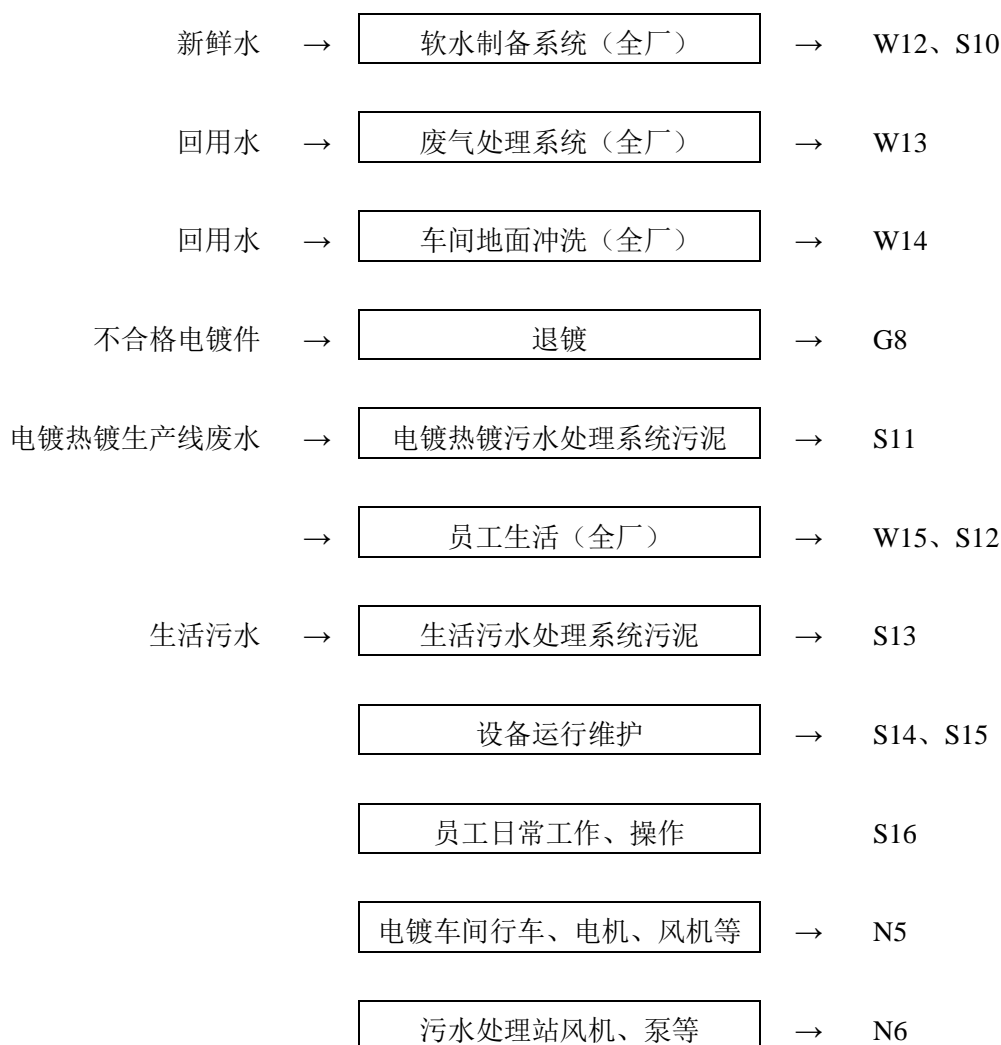 新鲜水 → 软水制备系统（全厂） → W12、S10
回用水 → 废气处理系统（全厂） → W13
回用水 → 车间地面冲洗（全厂） → W14
不合格电镀件 → 退镀 → G8
电镀热镀生产线废水 → 电镀热镀污水处理系统污泥 → S11
→ 员工生活（全厂） → W15、S12
生活污水 → 生活污水处理系统污泥 → S13
设备运行维护 → S14、S15
员工日常工作、操作 S16
电镀车间行车、电机、风机等 → N5
污水处理站风机、泵等 → N6